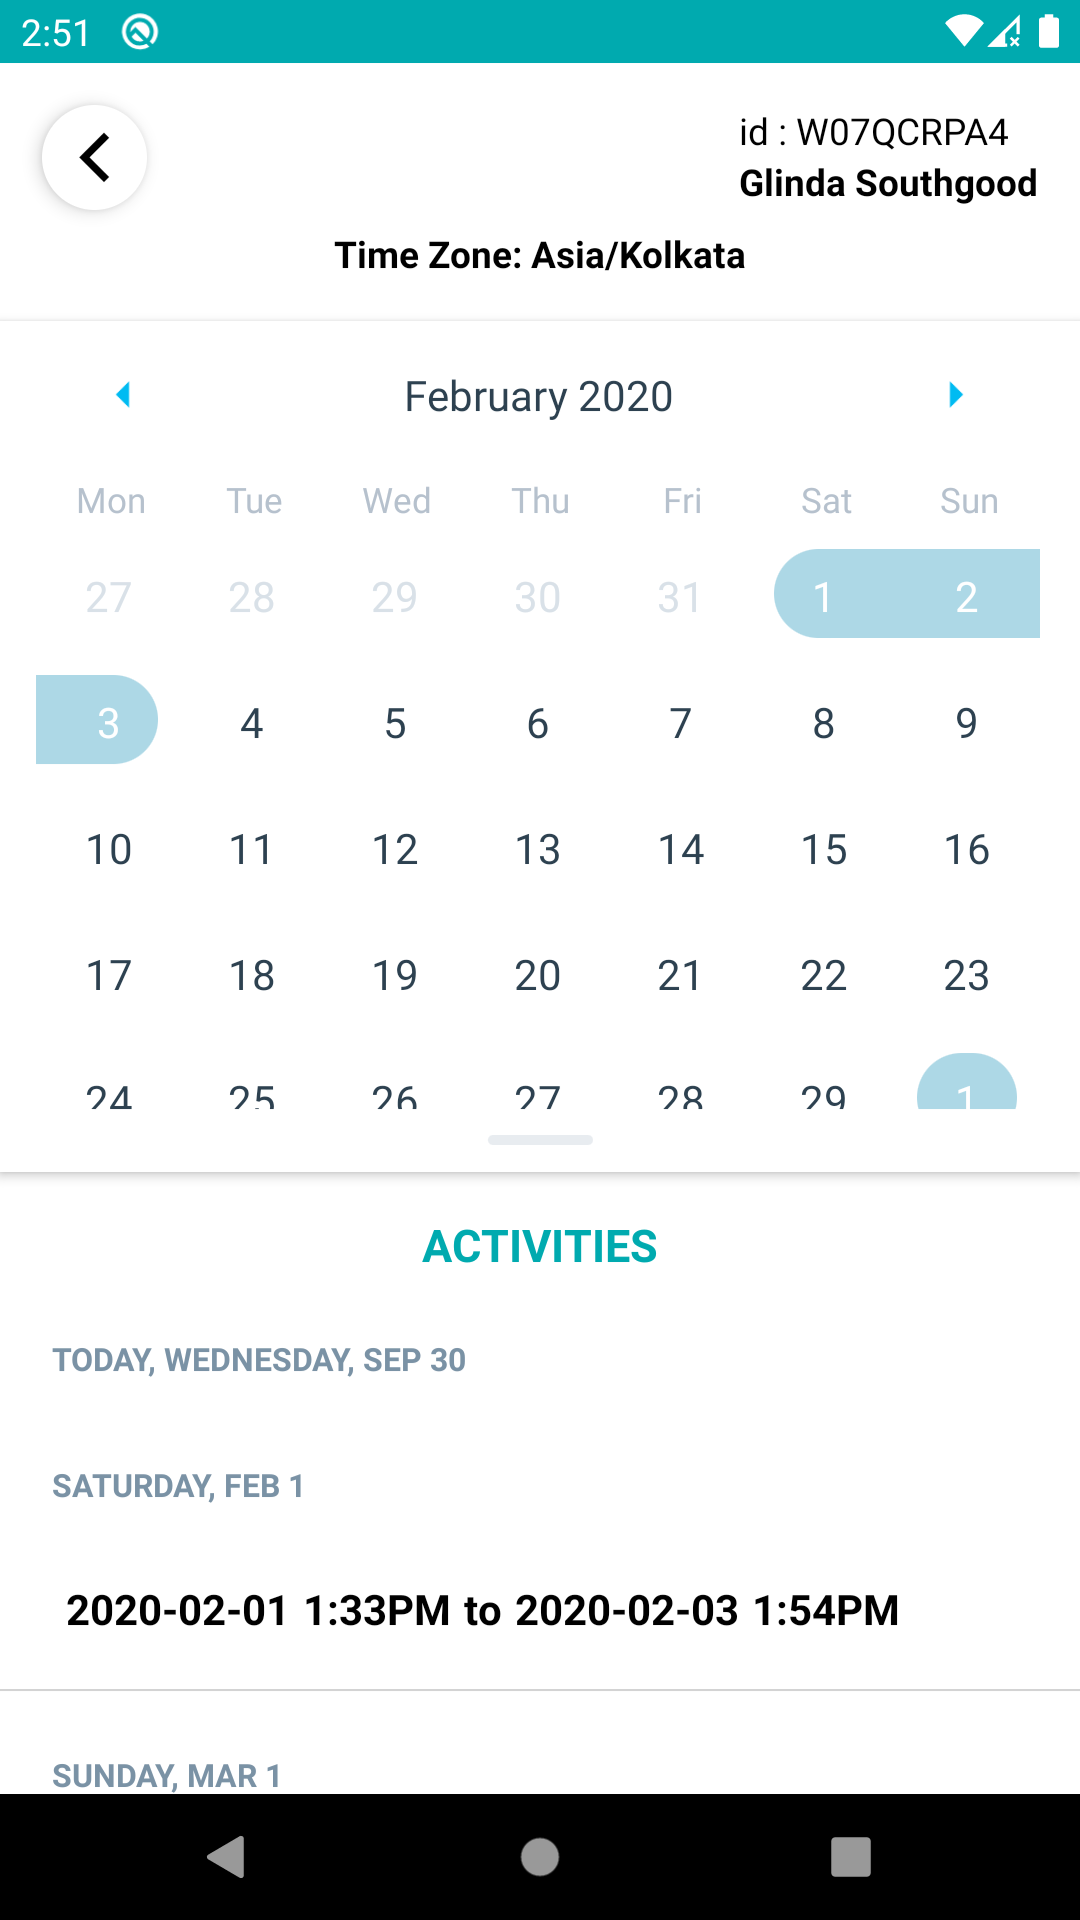 2:51
id : W07QCRPA4
Glinda Southgood
Time Zone: Asia/Kolkata
February 2020
Mon Tue Wed Thu Fri Sat Sun
27 28 29 30 31 1 2
3 4 5 6 7 8 9
10 11 12 13 14 15 16
17 18 19 20 21 22 23
24 25 26 27 28 29 1
ACTIVITIES
TODAY, WEDNESDAY, SEP 30
SATURDAY, FEB 1
2020-02-01 1:33PM to 2020-02-03 1:54PM
SUNDAY, MAR 1